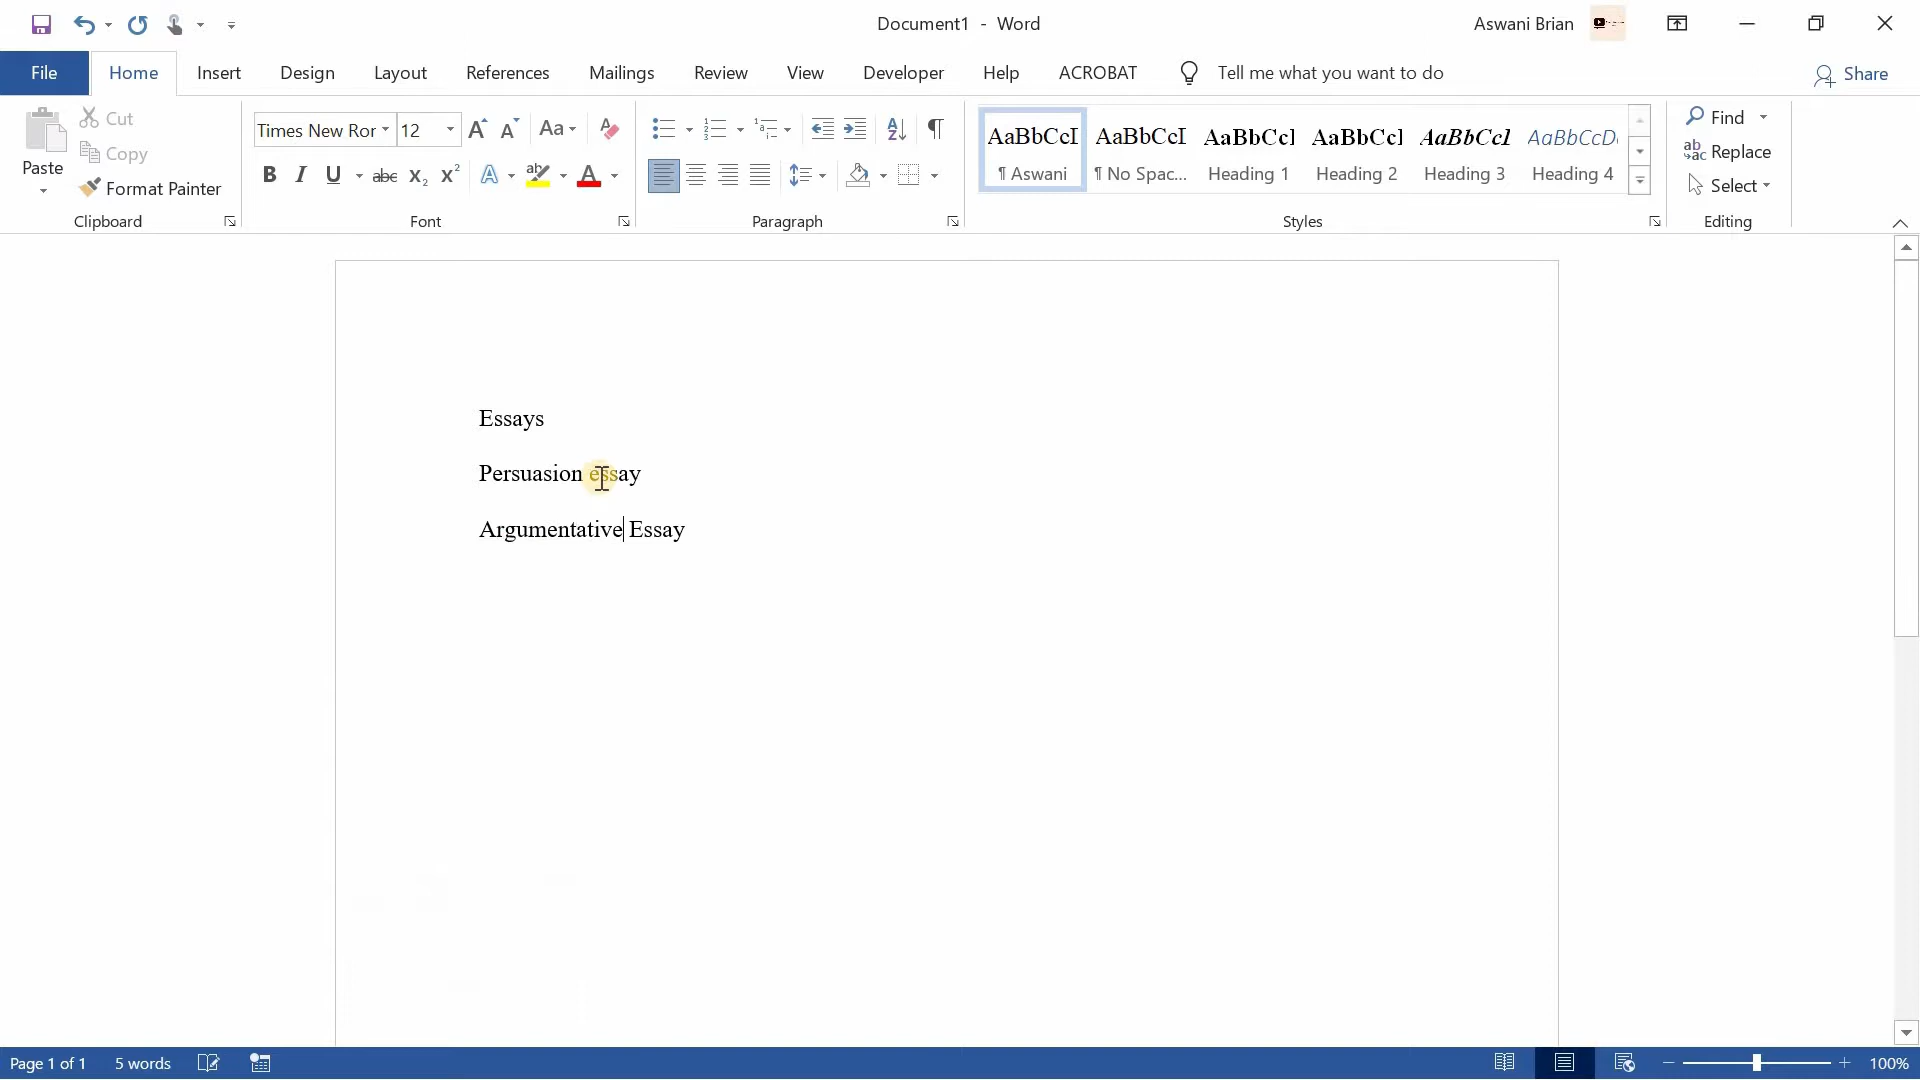 Document1 - Word
Aswani Brian
File Home Insert Design Layout References Mailings Review View Developer Help ACROBAT Tell me what you want to do Share
Paste
Cut
Copy
Format Painter
Clipboard
Times New Ror 12
Font
Paragraph
AaBbCcI AaBbCcI AaBbCcI AaBbCcI AaBbCcI AaBbCcD
¶ Aswani ¶ No Spac... Heading 1 Heading 2 Heading 3 Heading 4
Styles
Find
Replace
Select
Editing
Essays
Persuasion essay
Argumentative Essay
Page 1 of 1 5 words 100%